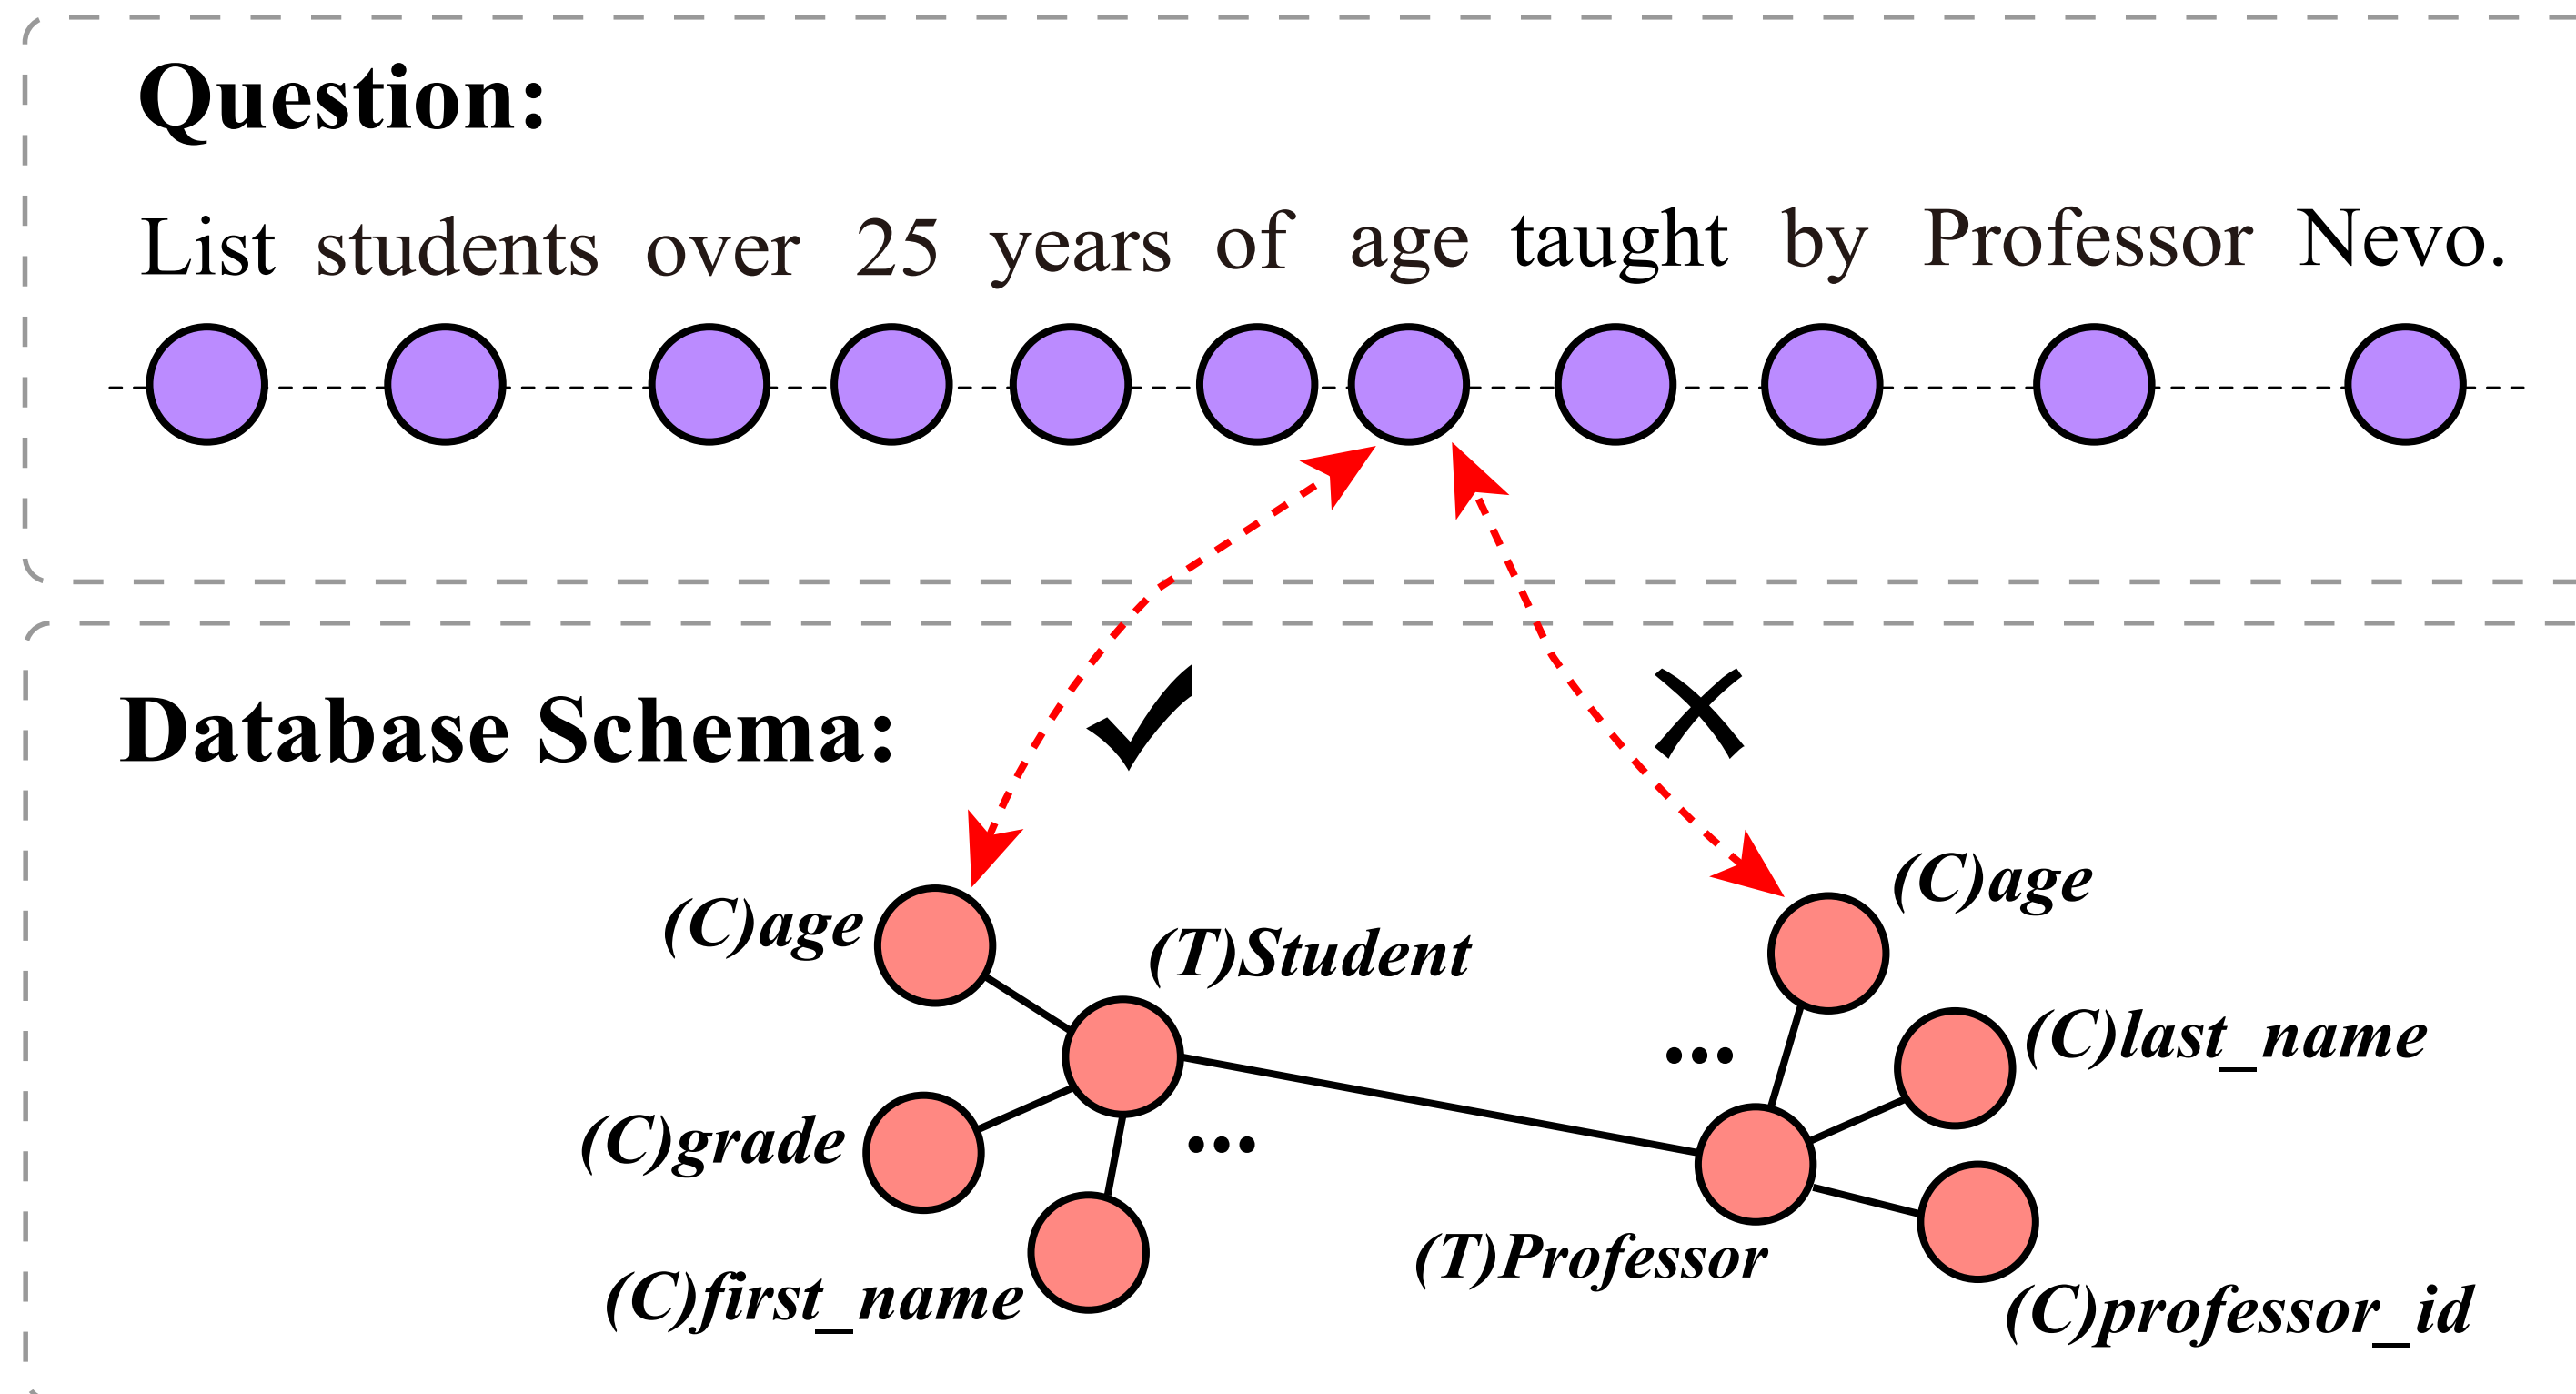 Question:
List students over 25 years of age taught by Professor Nevo.
Database Schema:
(C)age
(T)Student
(C)age
(C)last_name
...
(C)grade
...
(T)Professor
(C)first_name
(C)professor_id